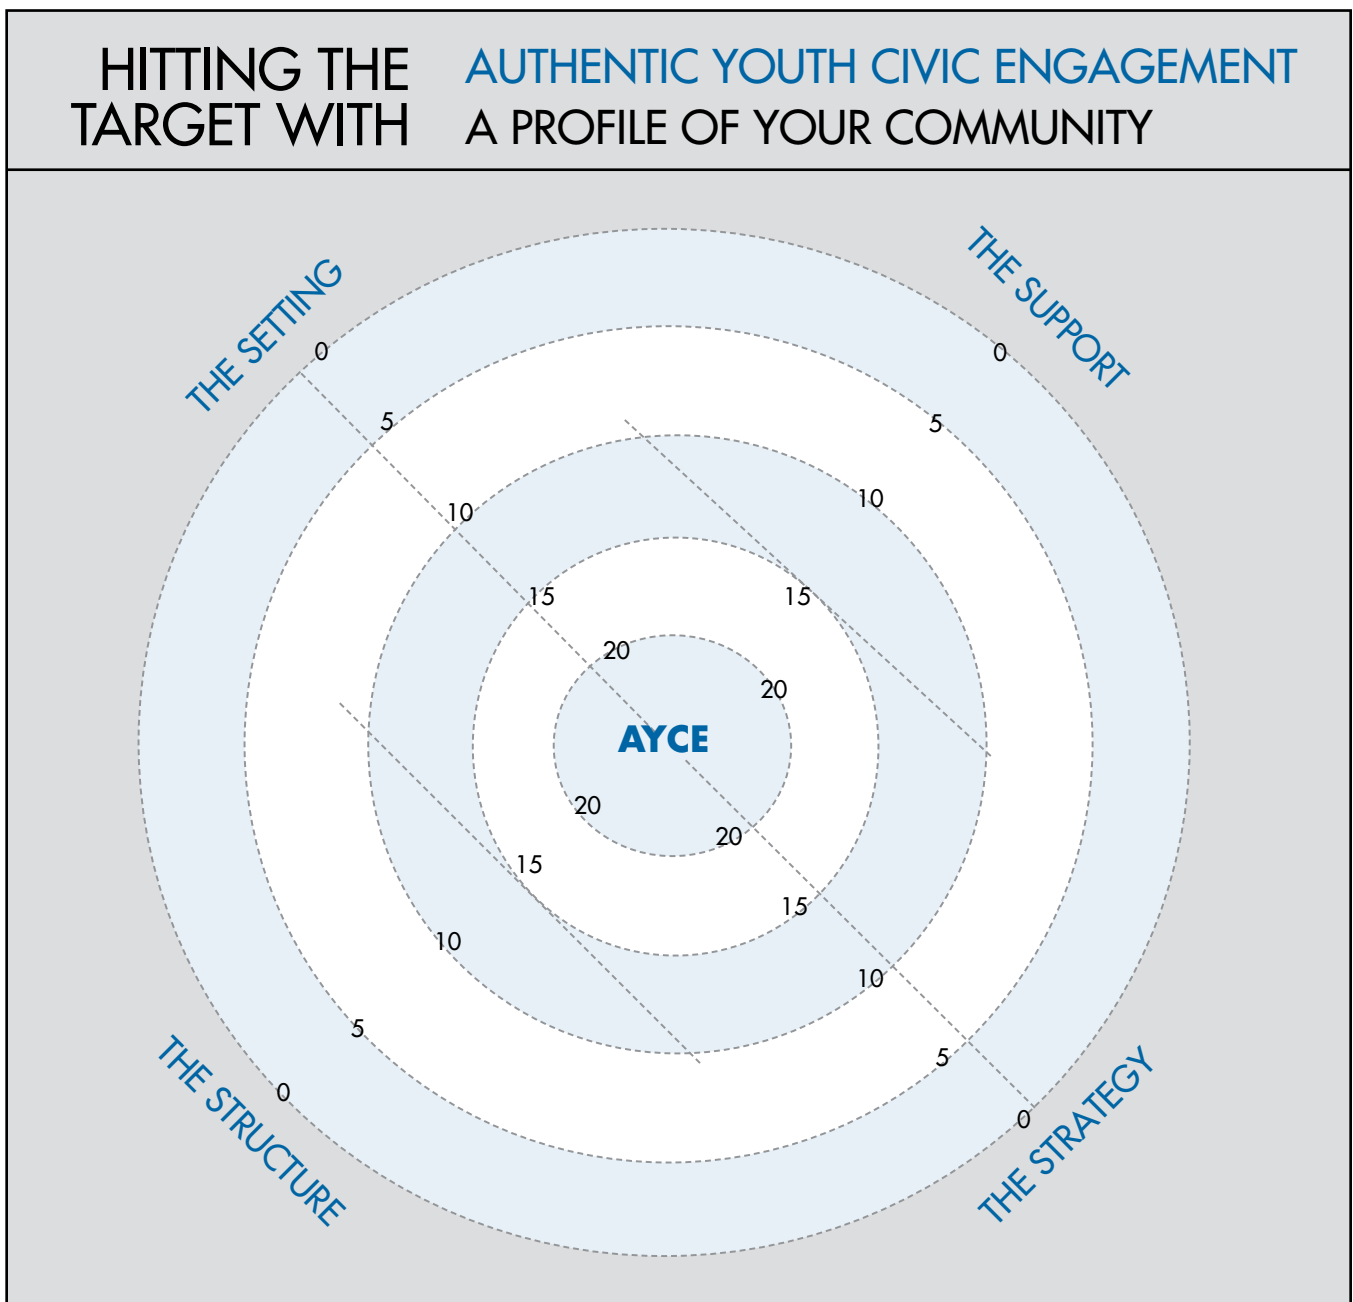 HITTING THE
TARGET WITH
AUTHENTIC YOUTH CIVIC ENGAGEMENT
A PROFILE OF YOUR COMMUNITY
THE SETTING
THE SUPPORT
0
0
5
5
10
10
15
15
20
20
AYCE
20
20
15
15
10
10
5
5
0
0
THE STRUCTURE
THE STRATEGY